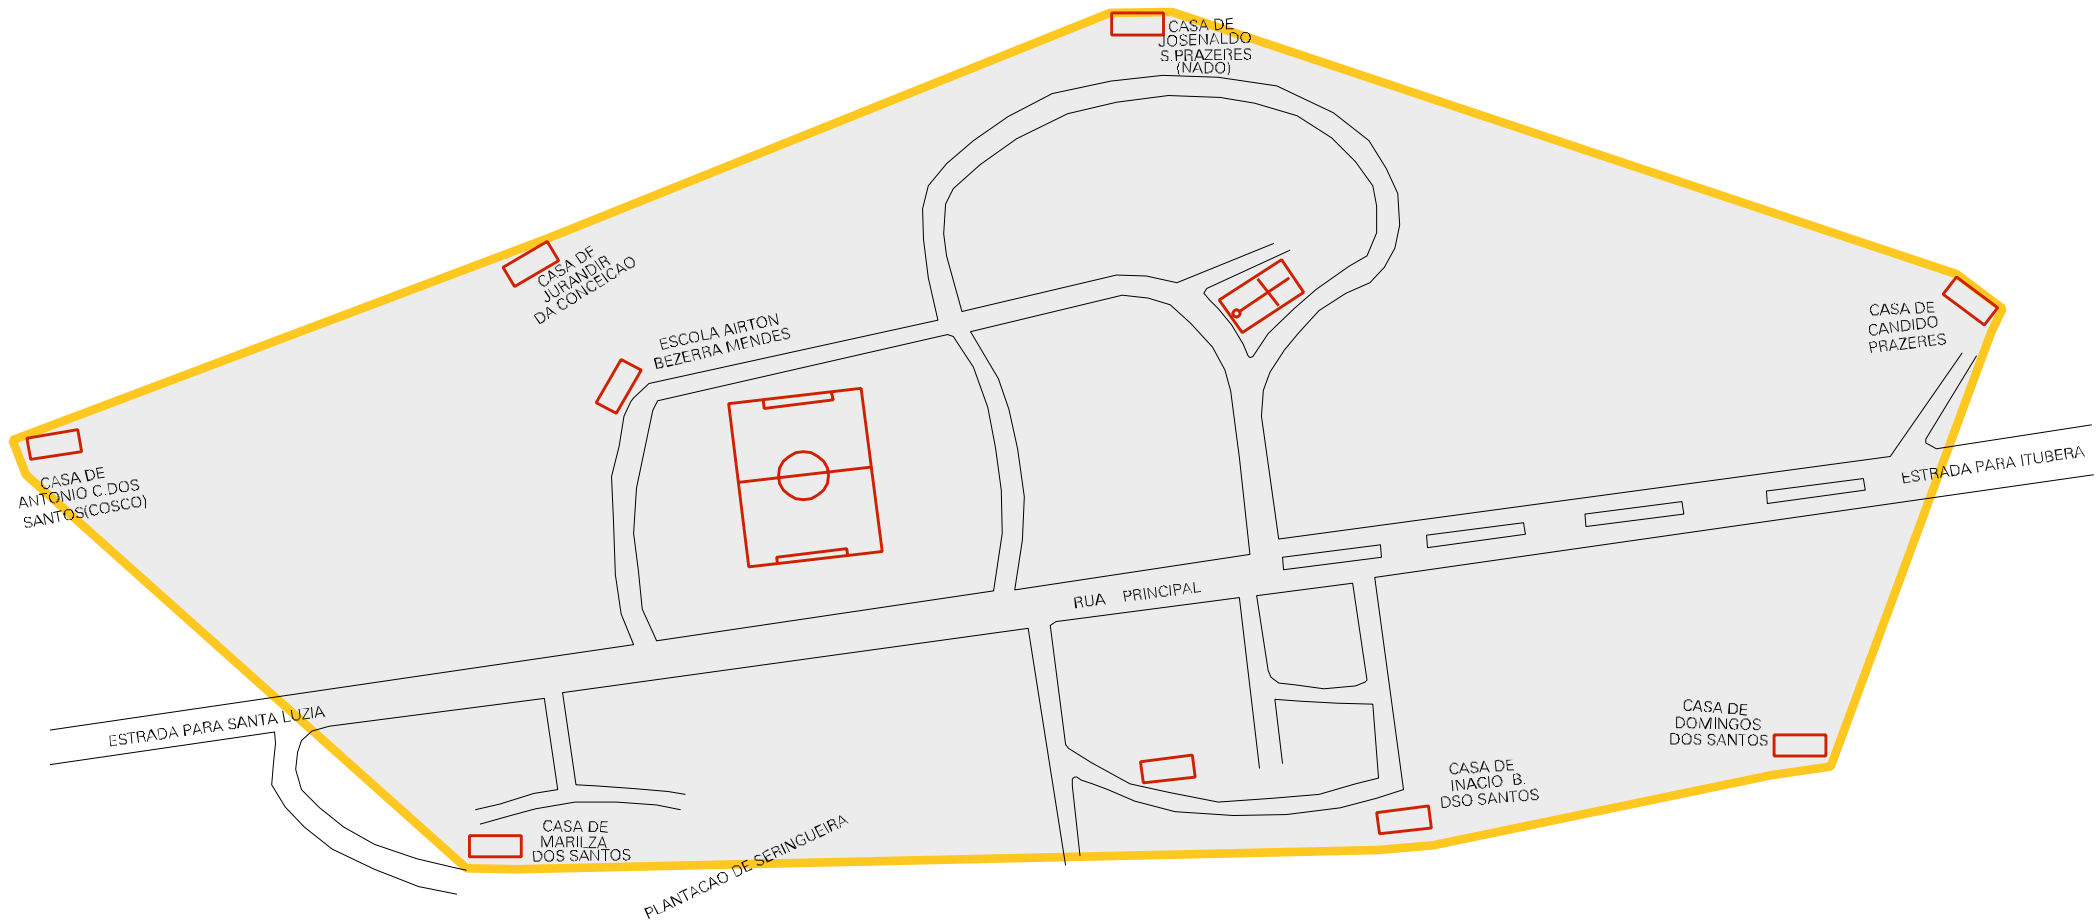 CASA DE
JOSENALDO
S.PRAZERES
(NADO)
CASA DE
JURANDIR
DA CONCEICAO
ESCOLA AIRTON
BEZERRA MENDES
CASA DE
CANDIDO
PRAZERES
CASA DE
ANTONIO C.DOS
SANTOS(COSCO)
ESTRADA PARA ITUBERA
RUA PRINCIPAL
ESTRADA PARA SANTA LUZIA
CASA DE
DOMINGOS
DOS SANTOS
CASA DE
INACIO B.
DSO SANTOS
CASA DE
MARILZA
DOS SANTOS
PLANTACAO DE SERINGUEIRA